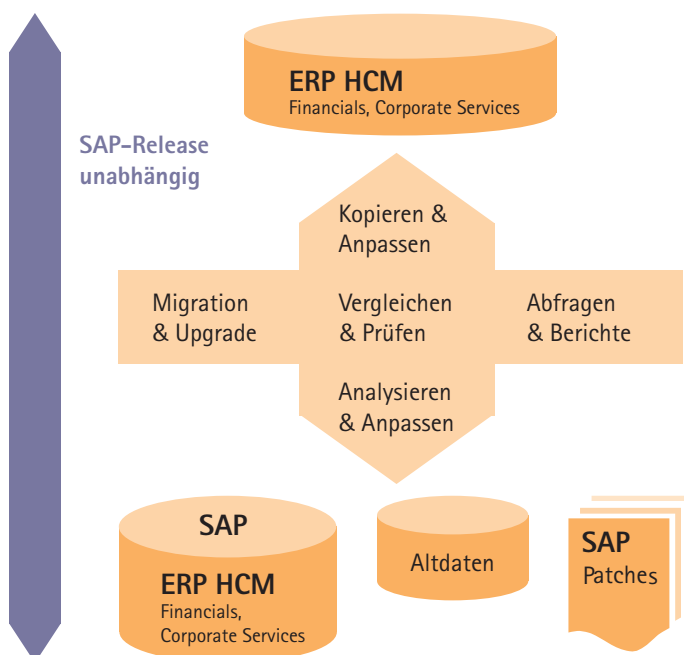 ERP HCM
Financials, Corporate Services
SAP-Release
unabhängig
Kopieren &
Anpassen
Migration
& Upgrade
Vergleichen
& Prüfen
Abfragen
& Berichte
Analysieren
& Anpassen
SAP
ERP HCM
Financials,
Corporate Services
Altdaten
SAP
Patches